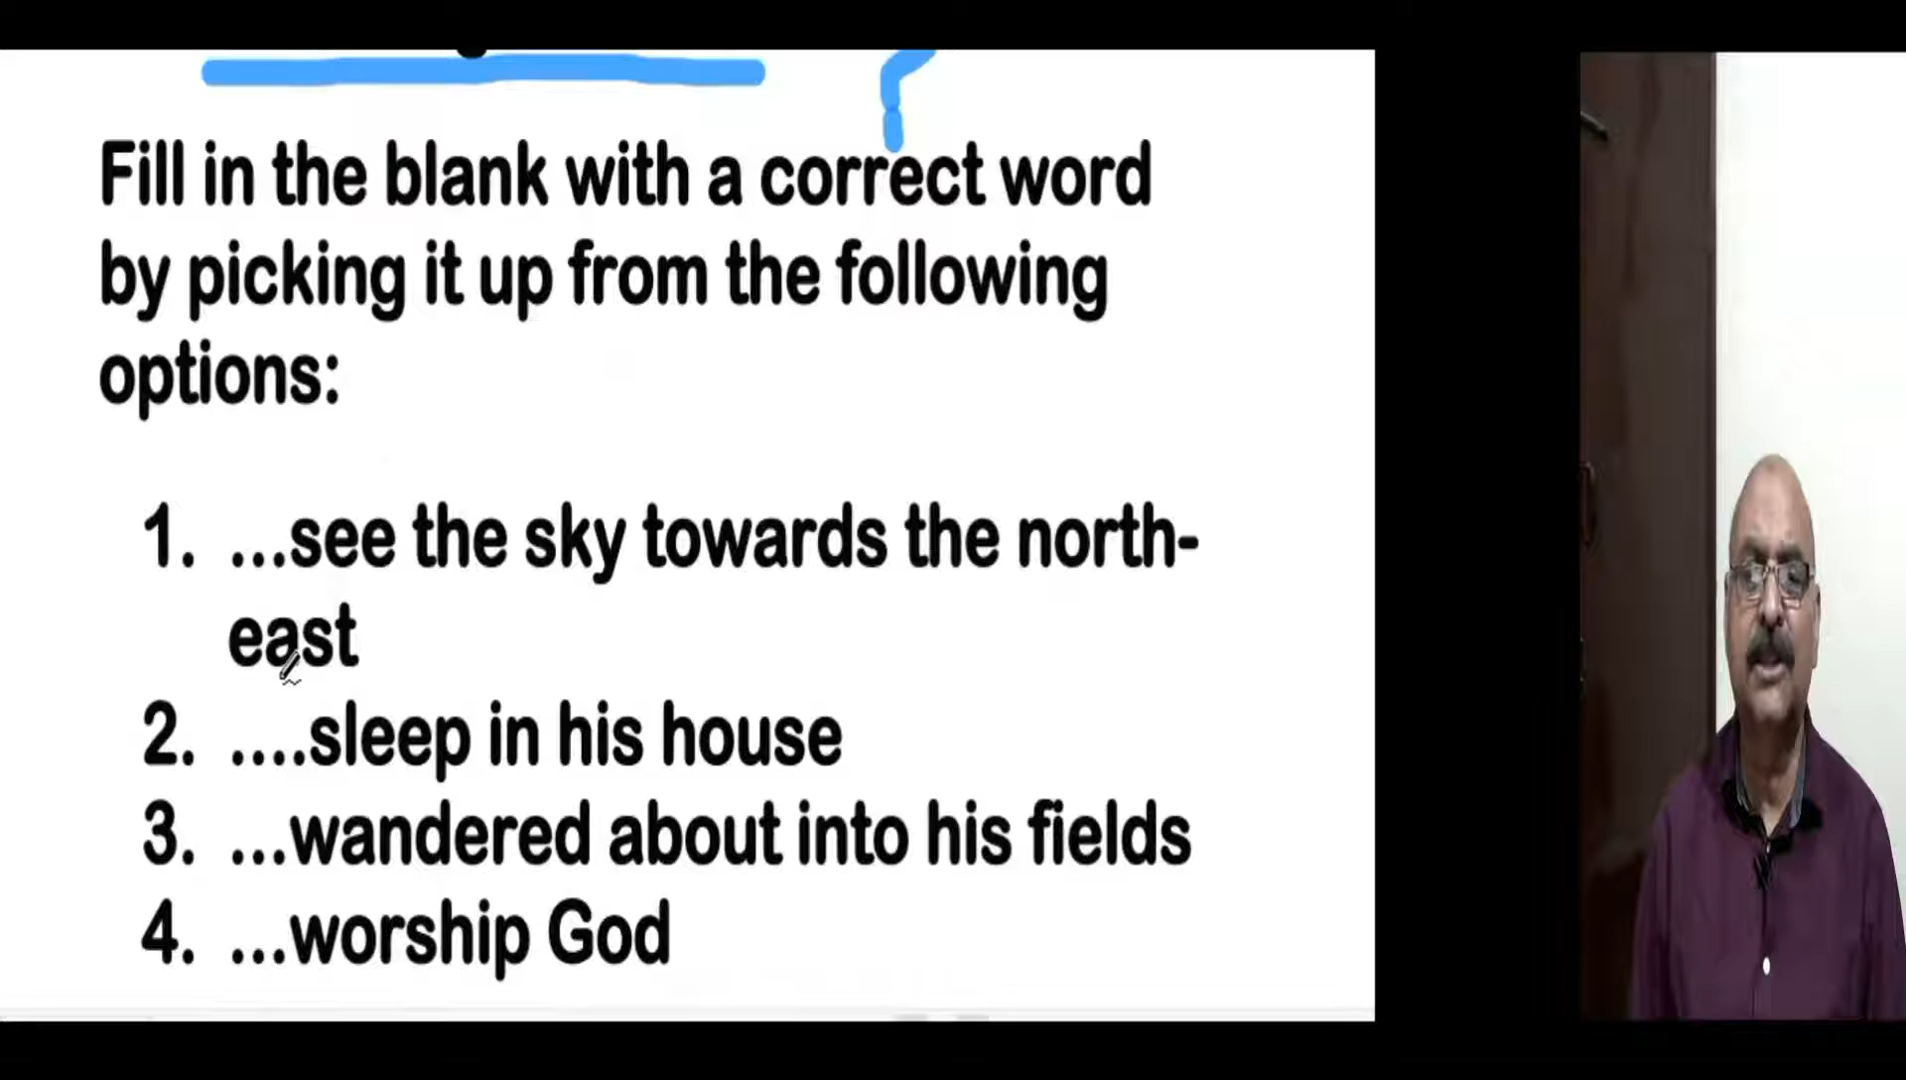 Fill in the blank with a correct word
by picking it up from the following
options:
1. ...see the sky towards the north-
east
2. ....sleep in his house
3. ...wandered about into his fields
4. ...worship God